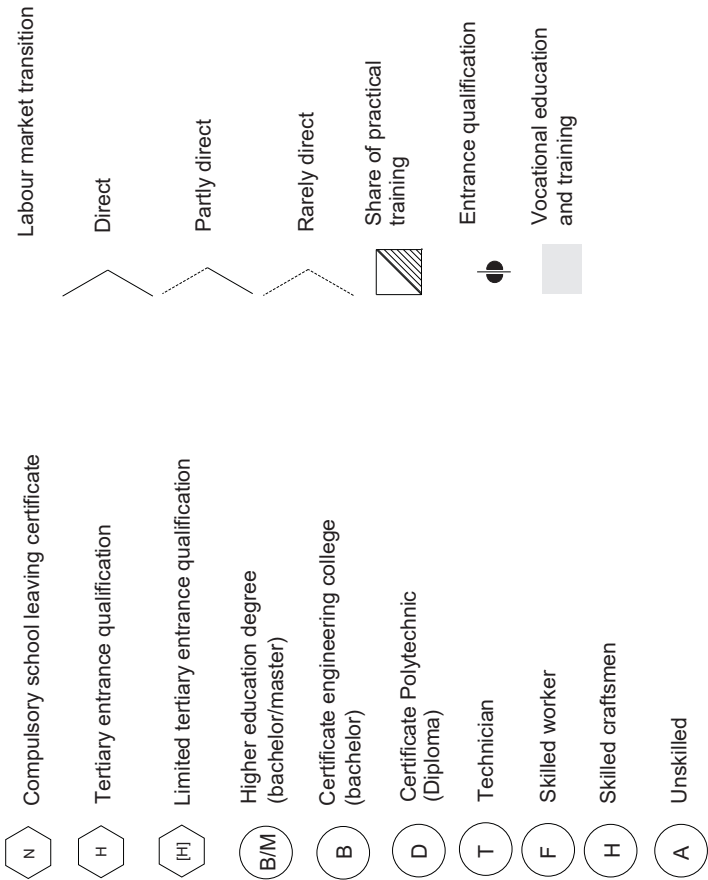 N Compulsory school leaving certificate
H Tertiary entrance qualification
[H] Limited tertiary entrance qualification
B/M Higher education degree
(bachelor/master)
B Certificate engineering college
(bachelor)
D Certificate Polytechnic
(Diploma)
T Technician
F Skilled worker
H Skilled craftsmen
A Unskilled
Labour market transition
Direct
Partly direct
Rarely direct
Share of practical
training
Entrance qualification
Vocational education
and training